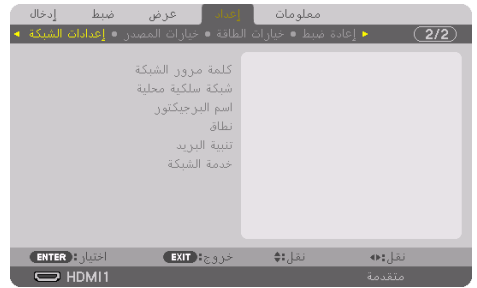 إدخال ضبط عرض إعداد معلومات
◄ إعدادات الشبكة ● خيارات المصدر ● خيارات الطاقة ● إعادة ضبط ► (2/2)
كلمة مرور الشبكة
شبكة سلكية محلية
اسم البرجيكتور
نطاق
تنبية البريد
خدمة الشبكة
ENTER :اختيار EXIT :خروج نقل: نقل:
HDMI1 متقدمة